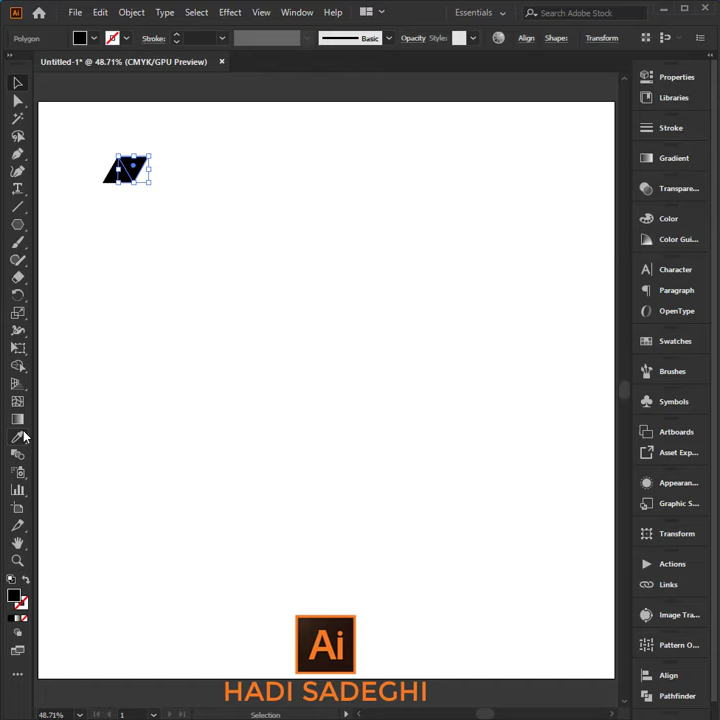 Ai
File Edit Object Type Select Effect View Window Help
Essentials
Search Adobe Stock
Polygon
Stroke:
Basic
Opacity
Style:
Align
Shape:
Transform
Untitled-1* @ 48.71% (CMYK/GPU Preview) ×
Properties
Libraries
Stroke
Gradient
Transpare...
Color
Color Gui...
Character
Paragraph
OpenType
Swatches
Brushes
Symbols
Artboards
Asset Exp...
Appearan...
Graphic S...
Transform
Actions
Links
Image Tra...
Pattern O...
Align
Pathfinder
Ai
HADI SADEGHI
48.71%
1
Selection